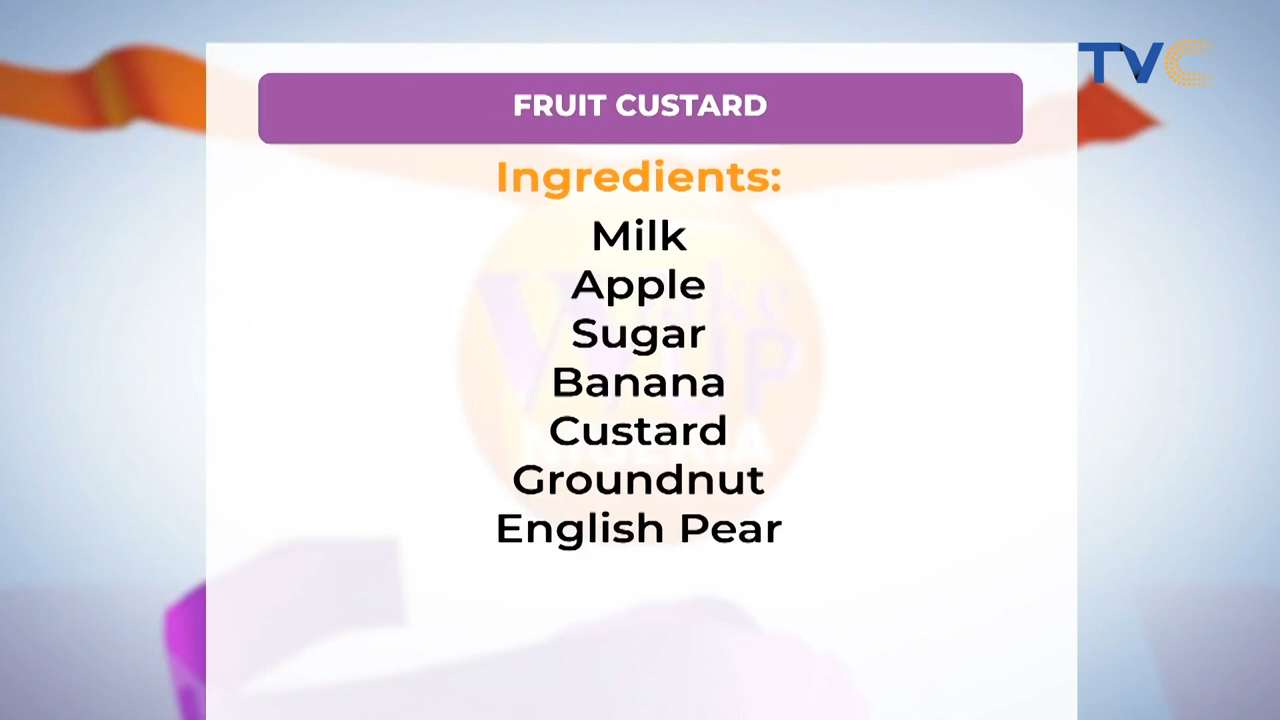 TVC
FRUIT CUSTARD
Ingredients:
Milk
Apple
Sugar
Banana
Custard
Groundnut
English Pear